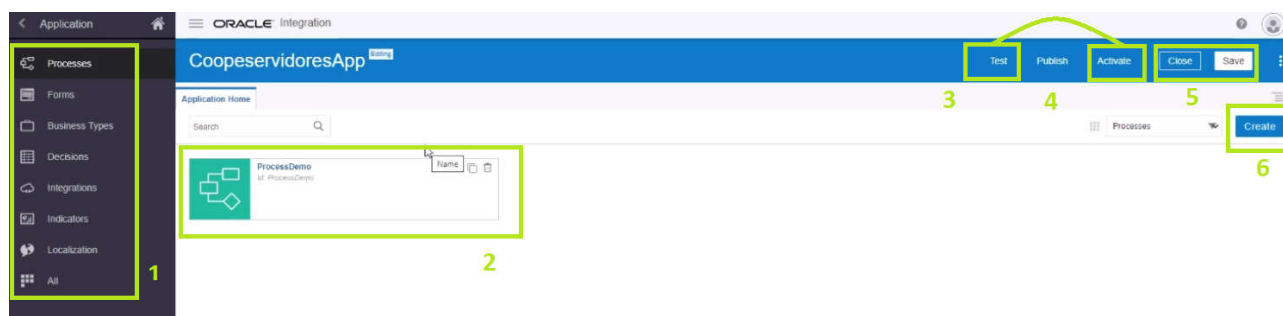 Application
ORACLE Integration
Processes
Forms
Business Types
Decisions
Integrations
Indicators
Localization
All
1
CoopeservidoresApp Editing
Test
Publish
Activate
Close
Save
3
4
5
Application Home
Search
Processes
Create
6
ProcessDemo
Id: ProcessDemo
Name
2